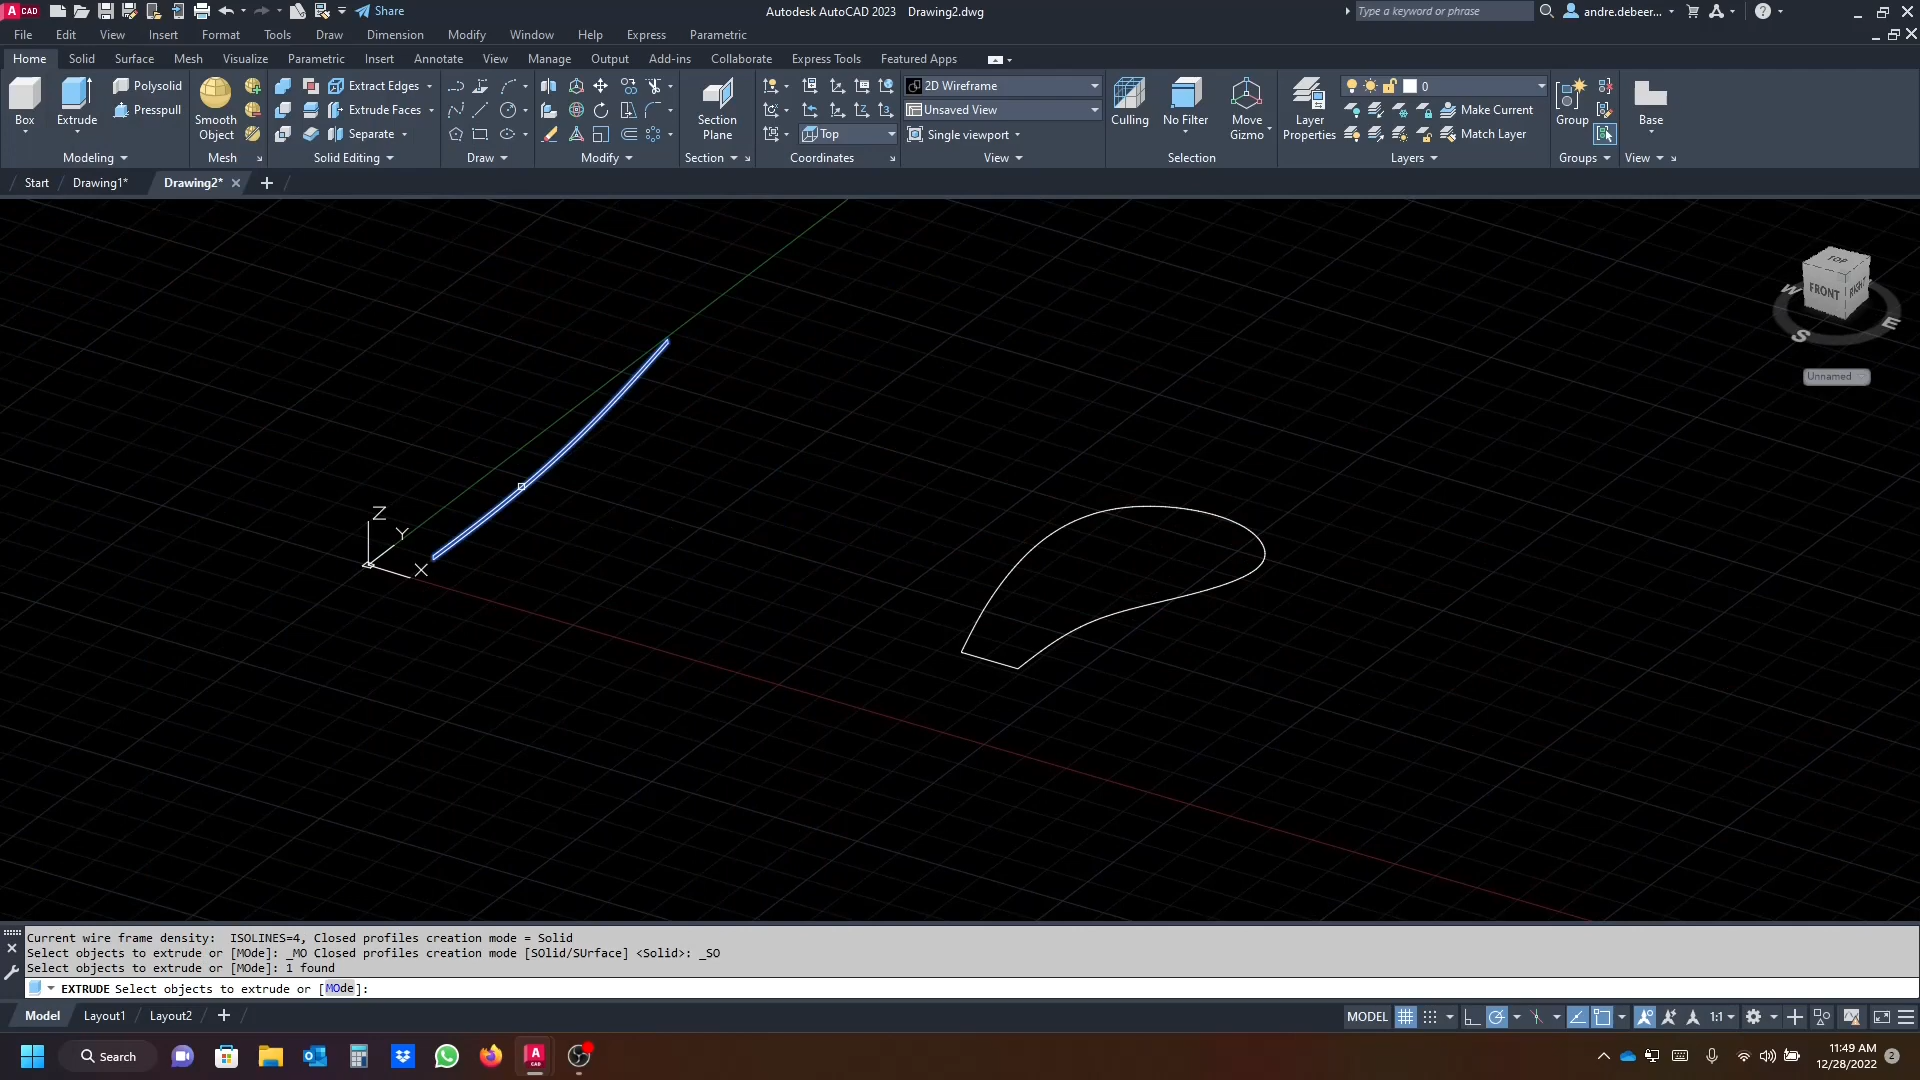 A CAD
Share
Autodesk AutoCAD 2023 Drawing2.dwg
Type a keyword or phrase
andre.debeer...
File Edit View Insert Format Tools Draw Dimension Modify Window Help Express Parametric
Home Solid Surface Mesh Visualize Parametric Insert Annotate View Manage Output Add-ins Collaborate Express Tools Featured Apps
Box
Extrude
Polysolid
Presspull
Modeling
Smooth
Object
Mesh
Extract Edges
Extrude Faces
Separate
Solid Editing
Draw
Modify
Section
Plane
Section
Top
Coordinates
2D Wireframe
Unsaved View
Single viewport
View
Culling
No Filter
Move
Gizmo
Selection
Layer
Properties
0
Make Current
Match Layer
Layers
Group
Groups
Base
View
Start Drawing1* Drawing2*
TOP
FRONT
RIGHT
W
S
E
Unnamed
Z
Y
X
Current wire frame density: ISOLINES=4, Closed profiles creation mode = Solid
Select objects to extrude or [MOde]: _MO Closed profiles creation mode [SOlid/SUrface] <Solid>: _SO
Select objects to extrude or [MOde]: 1 found
EXTRUDE Select objects to extrude or [MOde]:
Model Layout1 Layout2
MODEL
1:1
Search
A
CAD
11:49 AM
12/28/2022
2